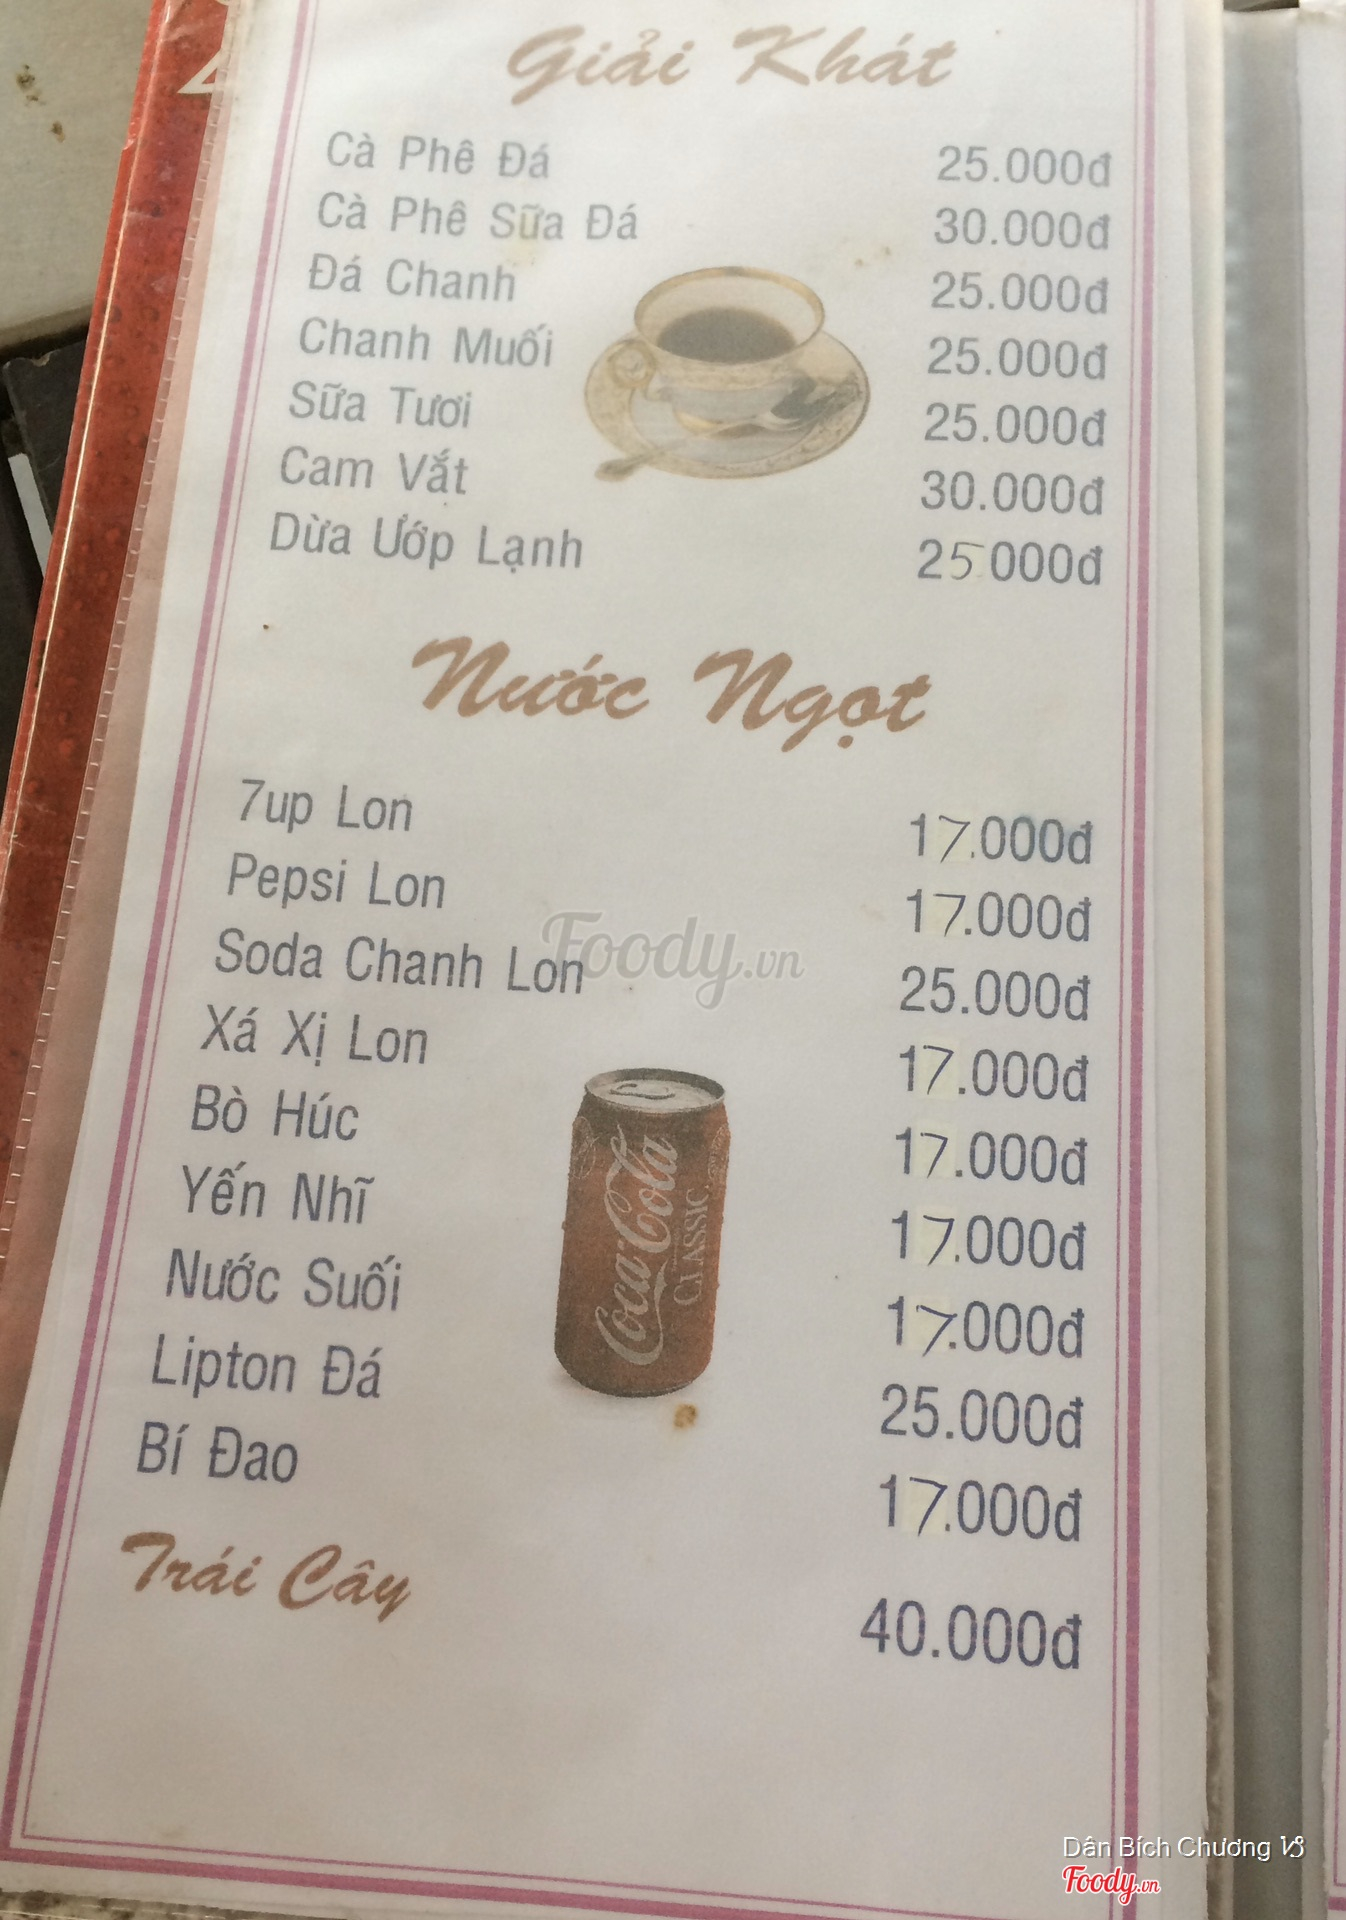 Giải Khát
Cà Phê Đá 25.000đ
Cà Phê Sữa Đá 30.000đ
Đá Chanh 25.000đ
Chanh Muối 25.000đ
Sữa Tươi 25.000đ
Cam Vắt 30.000đ
Dừa Ướp Lạnh 25.000đ
Nước Ngọt
7up Lon 17.000đ
Pepsi Lon 17.000đ
Soda Chanh Lon 25.000đ
Xá Xị Lon 17.000đ
Bò Húc 17.000đ
Yến Nhĩ 17.000đ
Nước Suối 17.000đ
Lipton Đá 25.000đ
Bí Đao 17.000đ
Trái Cây 40.000đ
Coca-Cola
CLASSIC
Foody.vn
Dân Bích Chương
Foody.vn